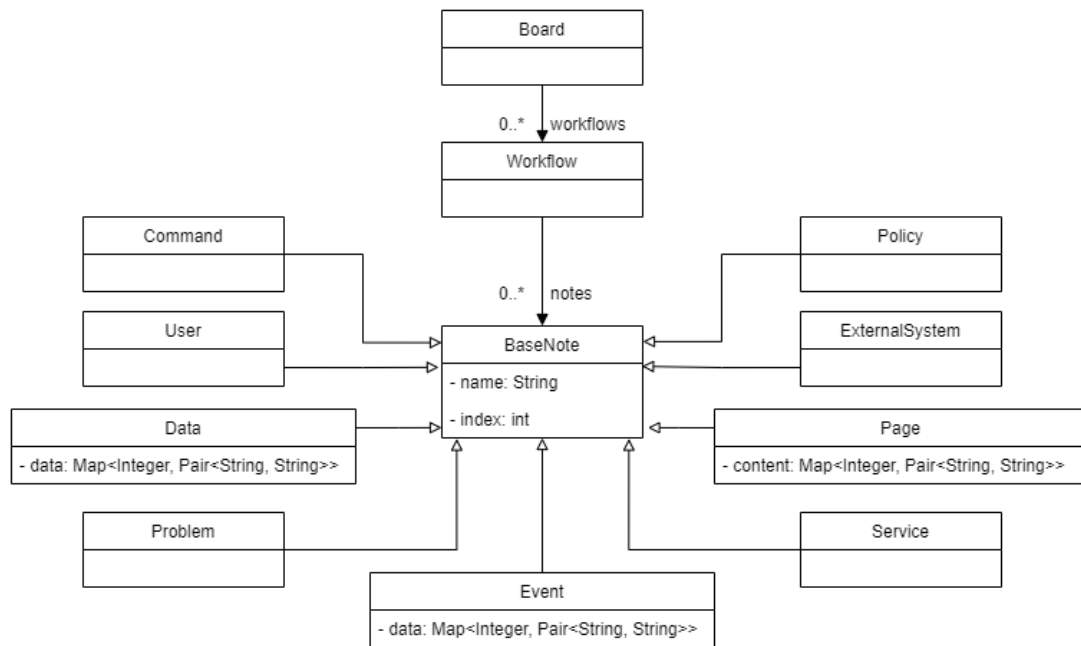 Board
0..* workflows
Workflow
Command
Policy
0..* notes
User
BaseNote
ExternalSystem
- name: String
- index: int
Data
- data: Map<Integer, Pair<String, String>>
Page
- content: Map<Integer, Pair<String, String>>
Problem
Service
Event
- data: Map<Integer, Pair<String, String>>